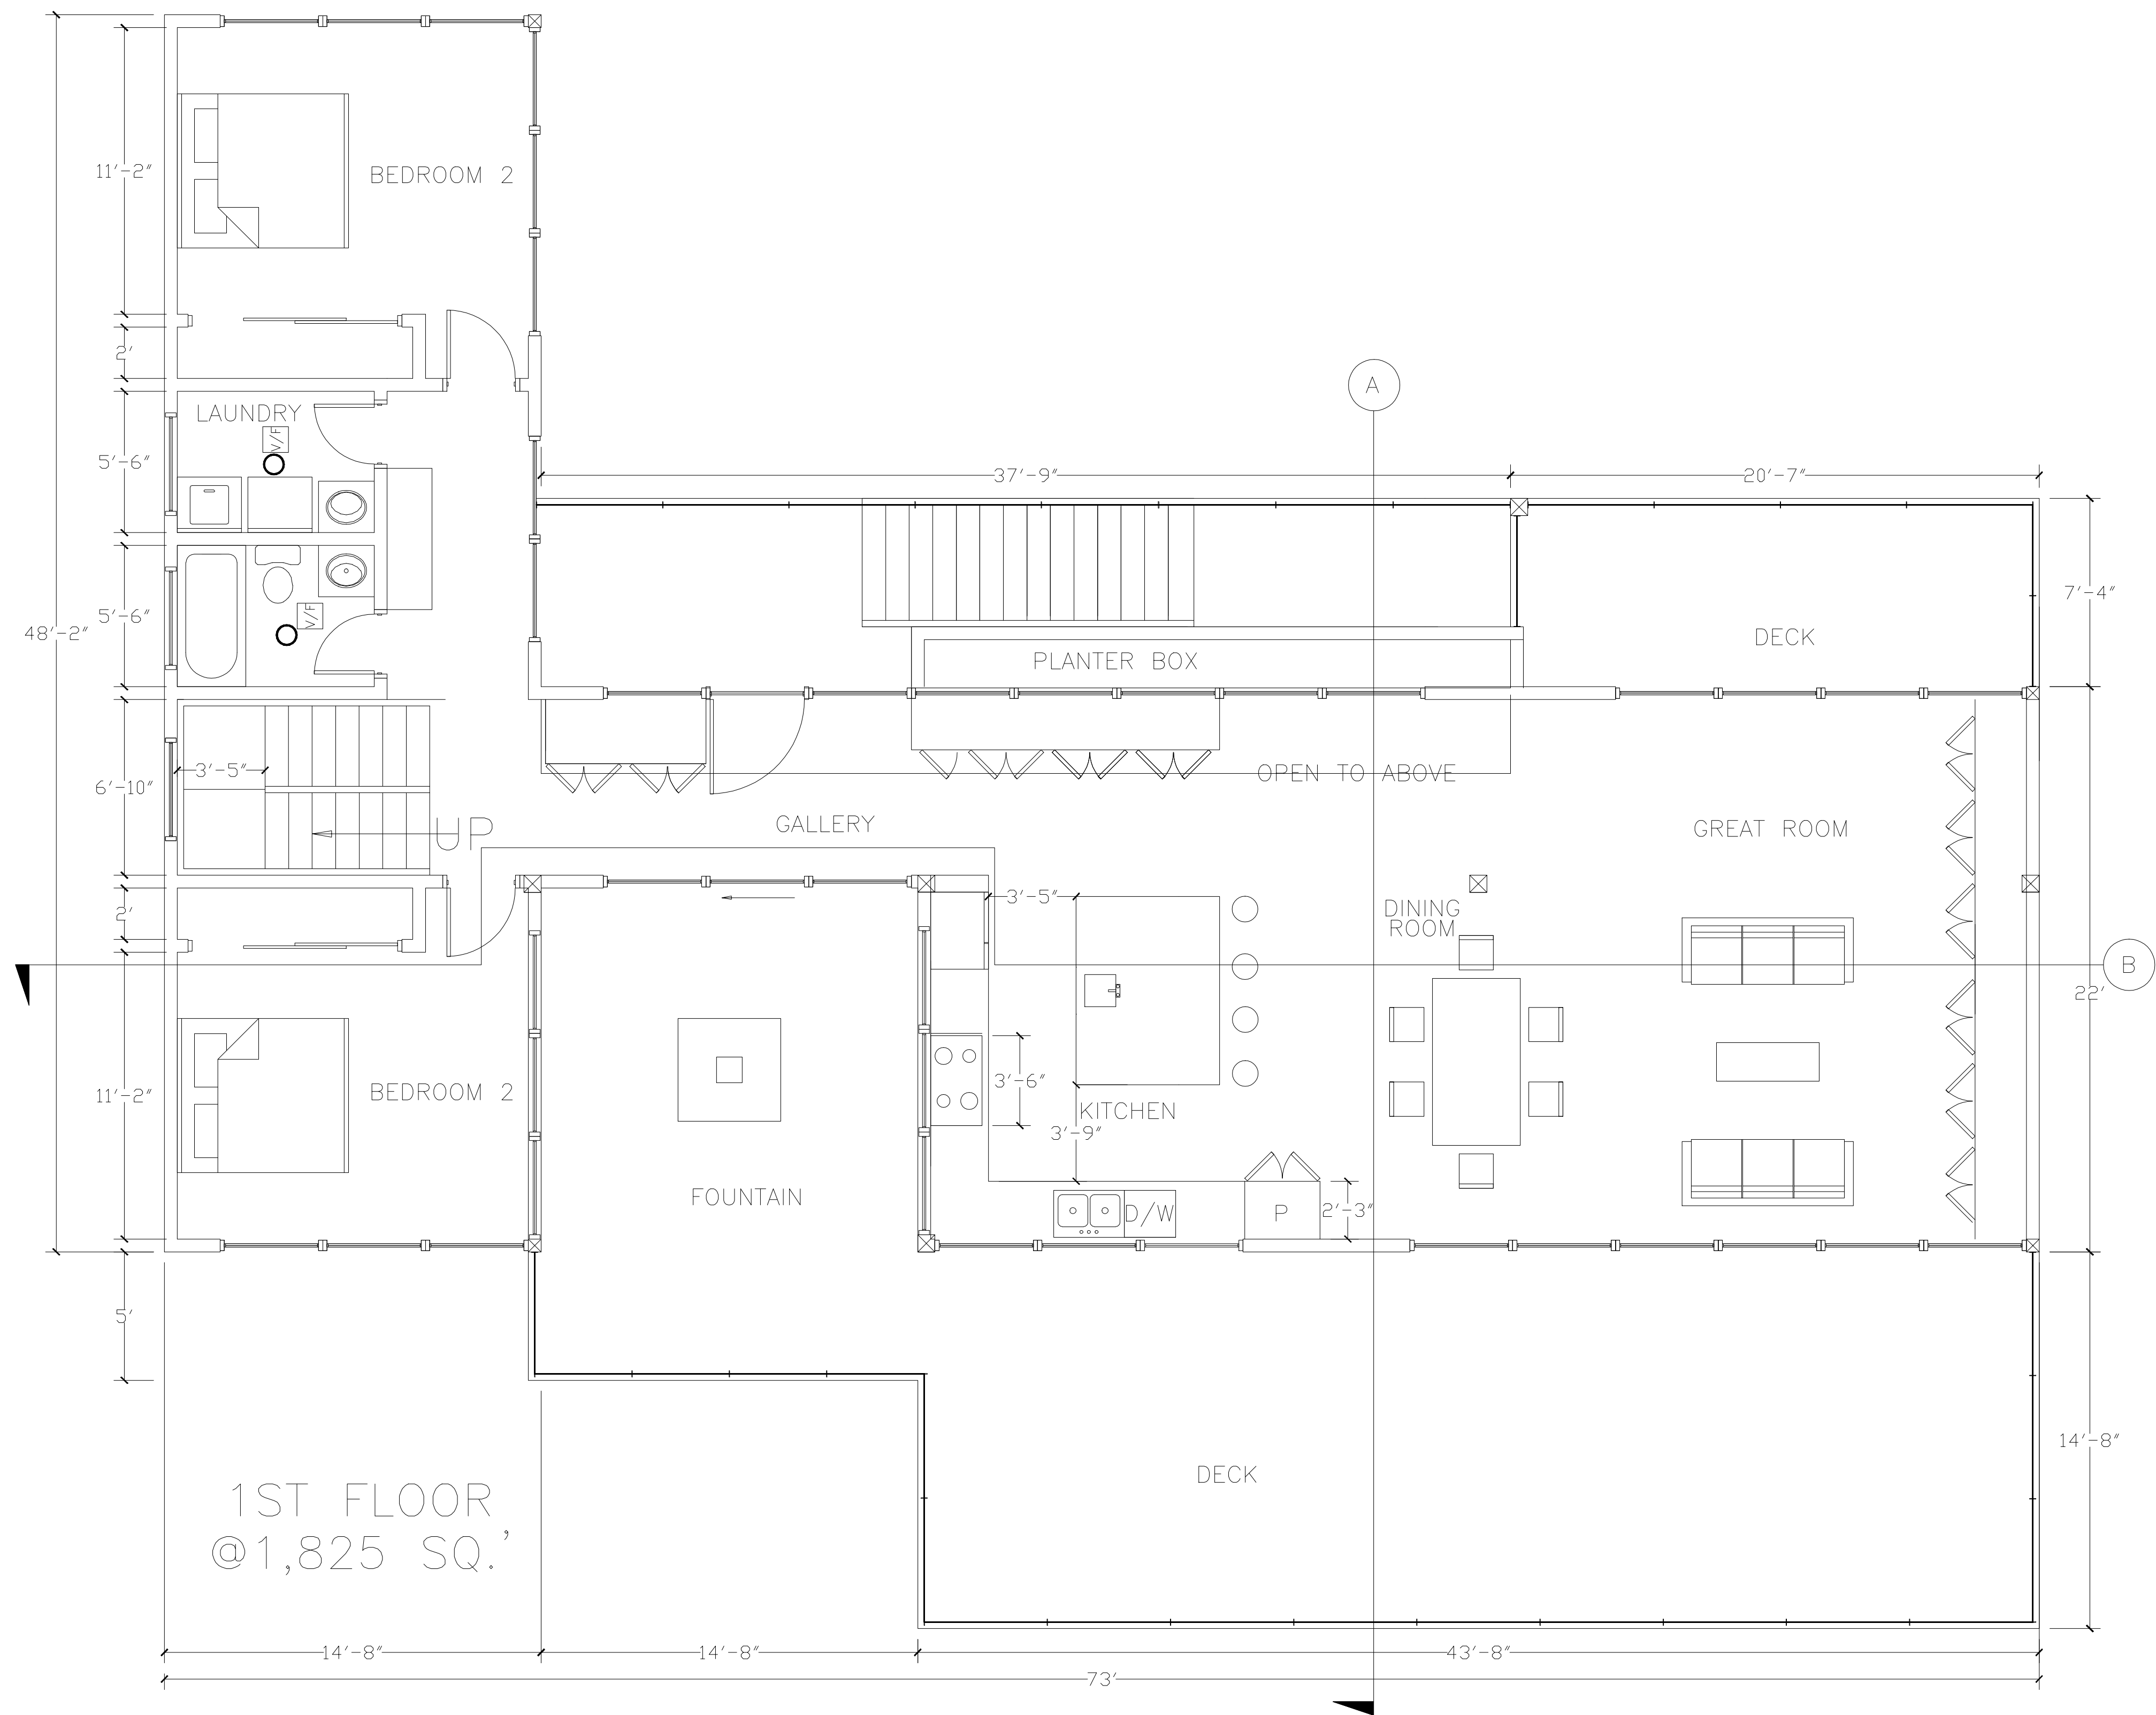 BEDROOM 2
11'-2"
2'
A
LAUNDRY
V/F
5'-6"
37'-9"
20'-7"
5'-6"
V/F
48'-2"
7'-4"
DECK
PLANTER BOX
3'-5"
6'-10"
OPEN TO ABOVE
UP
GALLERY
GREAT ROOM
3'-5"
2'
DINING
ROOM
B
22'
3'-6"
BEDROOM 2
11'-2"
KITCHEN
3'-9"
FOUNTAIN
D/W
P
2'-3"
5'
14'-8"
DECK
1ST FLOOR
@1,825 SQ.'
14'-8"
14'-8"
43'-8"
73'